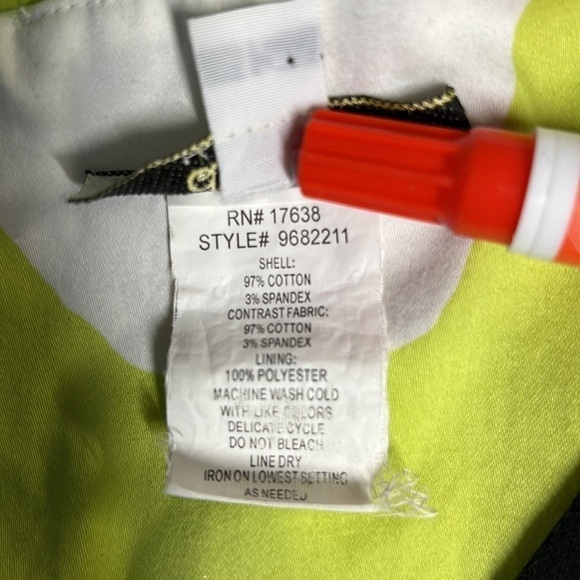 RN# 17638
STYLE# 9682211
SHELL:
97% COTTON
3% SPANDEX
CONTRAST FABRIC:
97% COTTON
3% SPANDEX
LINING:
100% POLYESTER
MACHINE WASH COLD
WITH LIKE COLORS
DELICATE CYCLE
DO NOT BLEACH
LINE DRY
IRON ON LOWEST SETTING
AS NEEDED